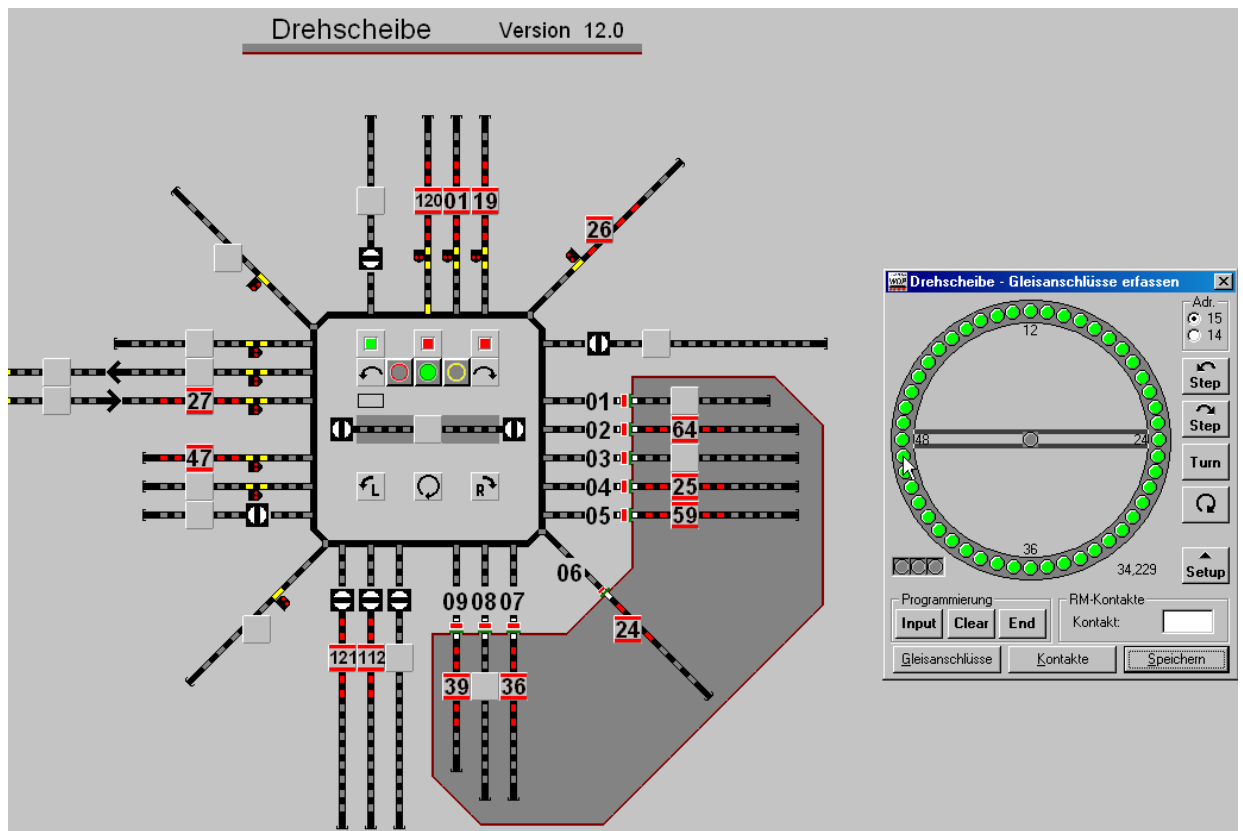 Drehscheibe Version 12.0
120 01 19
26
27
47
01
02 64
03
04 25
05 59
L R
06
09 08 07
24
121 112
39 36
Drehscheibe - Gleisanschlüsse erfassen
Adr.
15
14
12
Step
Step
48 24
Turn
36
34,229
Setup
Programmierung
Input Clear End
RM-Kontakte
Kontakt:
Gleisanschlüsse Kontakte Speichern